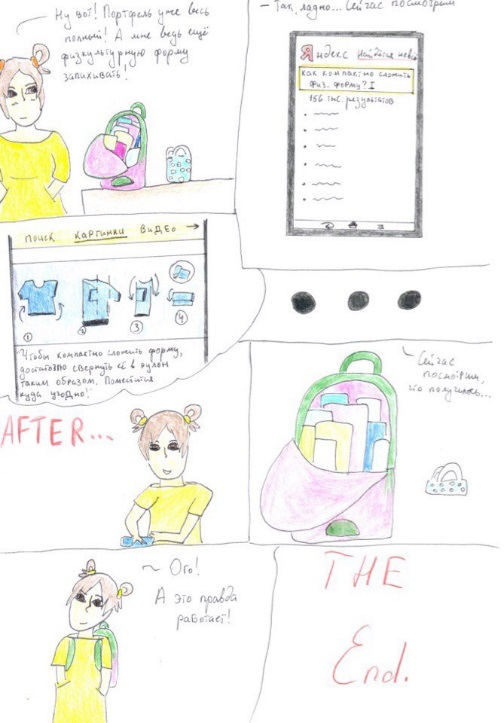 Ну вот! Портфель уже весь
полный! А мне ведь ещё
физкультурную форму
запихивать.
– Так, ладно... Сейчас посмотрим
Яндекс
как компактно сложить
физ. форму?
156 тыс. результатов
поиск картинки видео →
1
2
3
4
Чтобы компактно сложить форму,
достаточно свернуть её в рулон
таким образом. Поместится
куда угодно!
AFTER...
Сейчас
посмотрим,
что получилось...
~ Ого!
А это правда
работает!
THE
End.